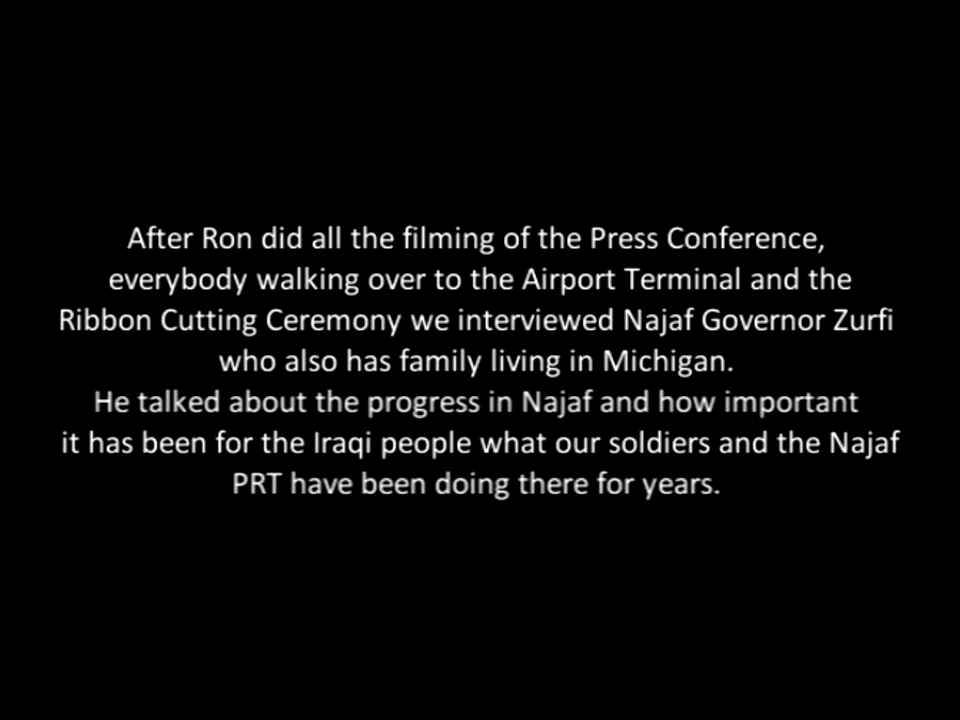 After Ron did all the filming of the Press Conference,
everybody walking over to the Airport Terminal and the
Ribbon Cutting Ceremony we interviewed Najaf Governor Zurfi
who also has family living in Michigan.
He talked about the progress in Najaf and how important
it has been for the Iraqi people what our soldiers and the Najaf
PRT have been doing there for years.